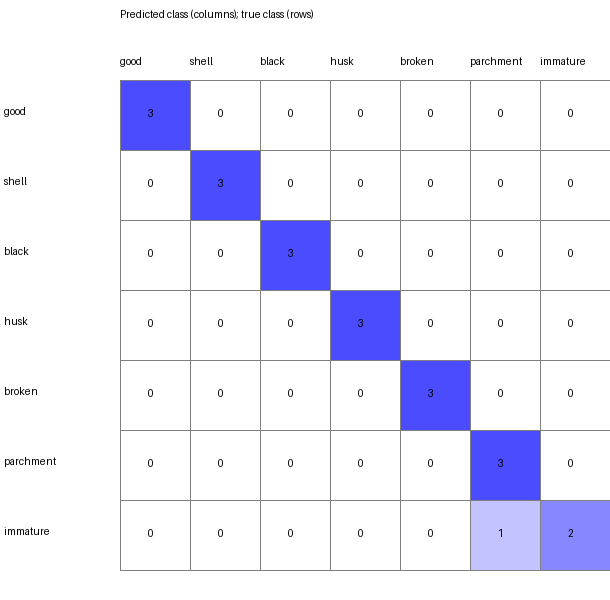 Predicted class (columns); true class (rows)
good shell black husk broken parchment immature
good 3 0 0 0 0 0 0
shell 0 3 0 0 0 0 0
black 0 0 3 0 0 0 0
husk 0 0 0 3 0 0 0
broken 0 0 0 0 3 0 0
parchment 0 0 0 0 0 3 0
immature 0 0 0 0 0 1 2